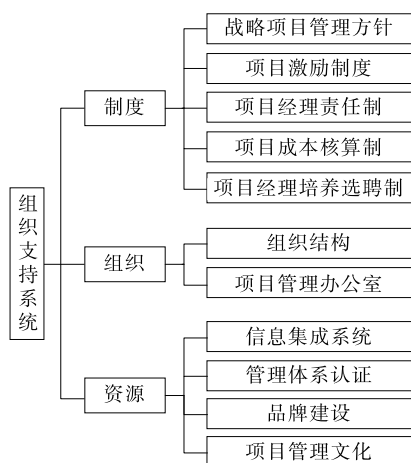 组织支持系统
制度
战略项目管理方针
项目激励制度
项目经理责任制
项目成本核算制
项目经理培养选聘制
组织
组织结构
项目管理办公室
资源
信息集成系统
管理体系认证
品牌建设
项目管理文化